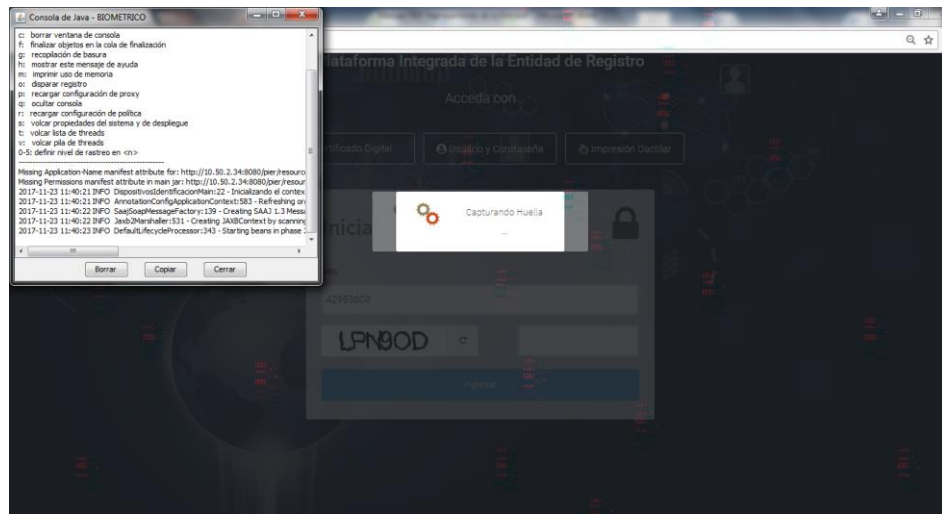 Consola de Java - BIOMETRICO
c: borrar ventana de consola
f: finalizar objetos en la cola de finalización
g: recopilación de basura
h: mostrar este mensaje de ayuda
m: imprimir uso de memoria
o: disparar registro
p: recargar configuración de proxy
q: ocultar consola
r: recargar configuración de política
s: volcar propiedades del sistema y de despliegue
t: volcar lista de threads
v: volcar pila de threads
0-5: definir nivel de rastreo en <n>
----------------------------------------------------
Missing Application-Name manifest attribute for: http://10.50.2.34:8080/pier/resourc
Missing Permissions manifest attribute in main jar: http://10.50.2.34:8080/pier/resour
2017-11-23 11:40:21 INFO DispositivosIdentificacionMain:22 - Inicializando el contex
2017-11-23 11:40:21 INFO AnnotationConfigApplicationContext:583 - Refreshing or
2017-11-23 11:40:22 INFO SaajSoapMessageFactory:139 - Creating SAAJ 1.3 Mess
2017-11-23 11:40:22 INFO Jaxb2Marshaller:531 - Creating JAXBContext by scanning
2017-11-23 11:40:23 INFO DefaultLifecycleProcessor:343 - Starting beans in phase 2
Borrar Copiar Cerrar
lataforma Integrada de la Entidad de Registro
Acceda con
ertificado Digital Usuario y Contraseña Impresión Dactilar
Capturando Huella
...
Inicia
42993609
LPN9OD
Ingresar